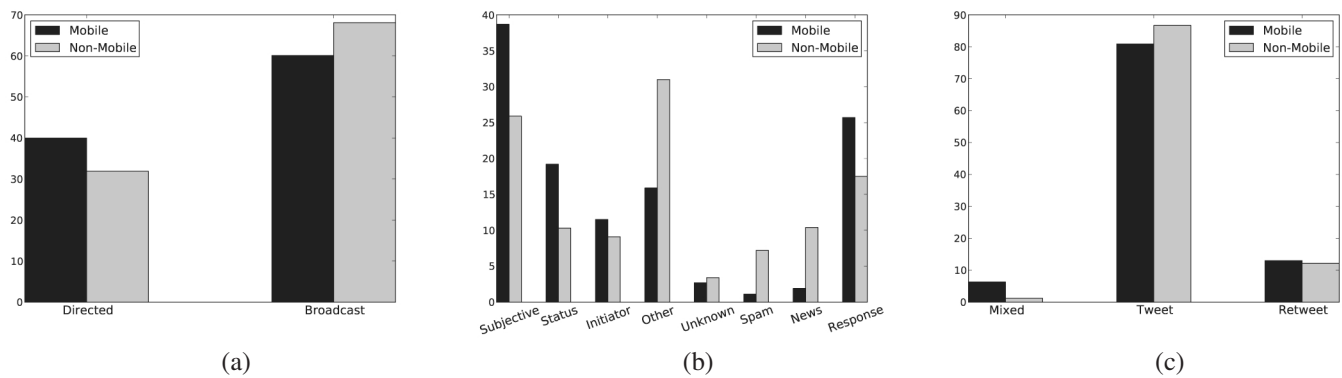 70
60
50
40
30
20
10
0
Mobile
Non-Mobile
Directed
Broadcast
(a)
40
35
30
25
20
15
10
5
0
Mobile
Non-Mobile
Subjective
Status
Initiator
Other
Unknown
Spam
News
Response
(b)
90
80
70
60
50
40
30
20
10
0
Mobile
Non-Mobile
Mixed
Tweet
Retweet
(c)